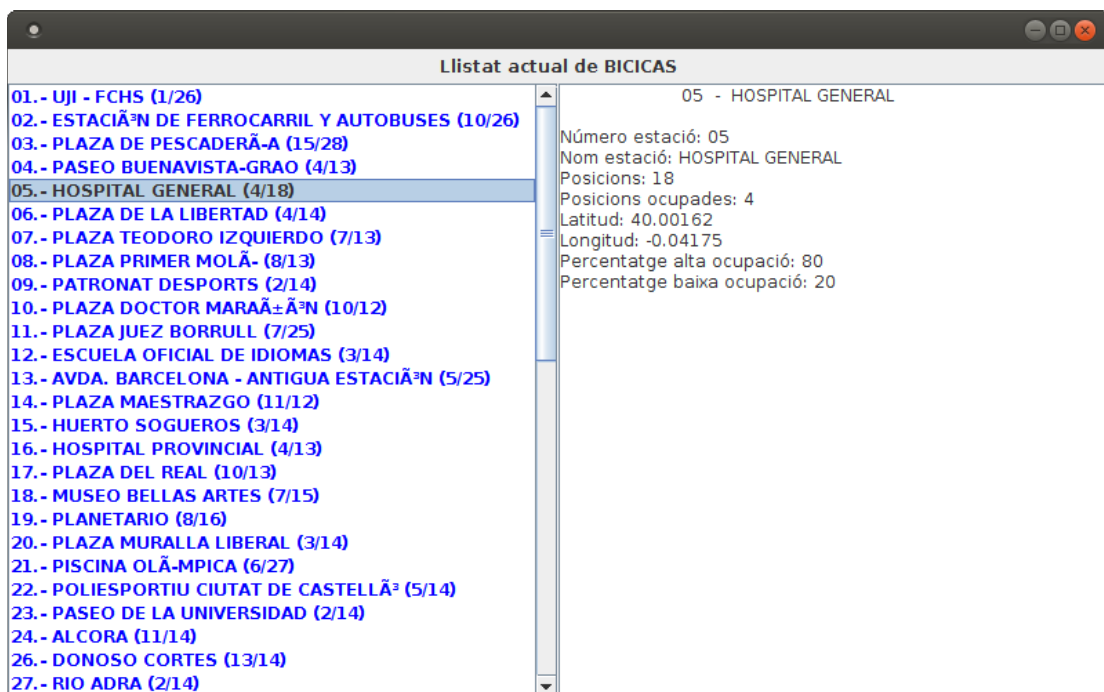 Llistat actual de BICICAS
01.- UJI - FCHS (1/26)
02.- ESTACIÃ³N DE FERROCARRIL Y AUTOBUSES (10/26)
03.- PLAZA DE PESCADERÃ-A (15/28)
04.- PASEO BUENAVISTA-GRAO (4/13)
05.- HOSPITAL GENERAL (4/18)
06.- PLAZA DE LA LIBERTAD (4/14)
07.- PLAZA TEODORO IZQUIERDO (7/13)
08.- PLAZA PRIMER MOLÃ- (8/13)
09.- PATRONAT DESPORTS (2/14)
10.- PLAZA DOCTOR MARAÃ±Ã³N (10/12)
11.- PLAZA JUEZ BORRULL (7/25)
12.- ESCUELA OFICIAL DE IDIOMAS (3/14)
13.- AVDA. BARCELONA - ANTIGUA ESTACIÃ³N (5/25)
14.- PLAZA MAESTRAZGO (11/12)
15.- HUERTO SOGUEROS (3/14)
16.- HOSPITAL PROVINCIAL (4/13)
17.- PLAZA DEL REAL (10/13)
18.- MUSEO BELLAS ARTES (7/15)
19.- PLANETARIO (8/16)
20.- PLAZA MURALLA LIBERAL (3/14)
21.- PISCINA OLÃ-MPICA (6/27)
22.- POLIESPORTIU CIUTAT DE CASTELLÃ³ (5/14)
23.- PASEO DE LA UNIVERSIDAD (2/14)
24.- ALCORA (11/14)
26.- DONOSO CORTES (13/14)
27.- RIO ADRA (2/14)
05 - HOSPITAL GENERAL
Número estació: 05
Nom estació: HOSPITAL GENERAL
Posicions: 18
Posicions ocupades: 4
Latitud: 40.00162
Longitud: -0.04175
Percentatge alta ocupació: 80
Percentatge baixa ocupació: 20